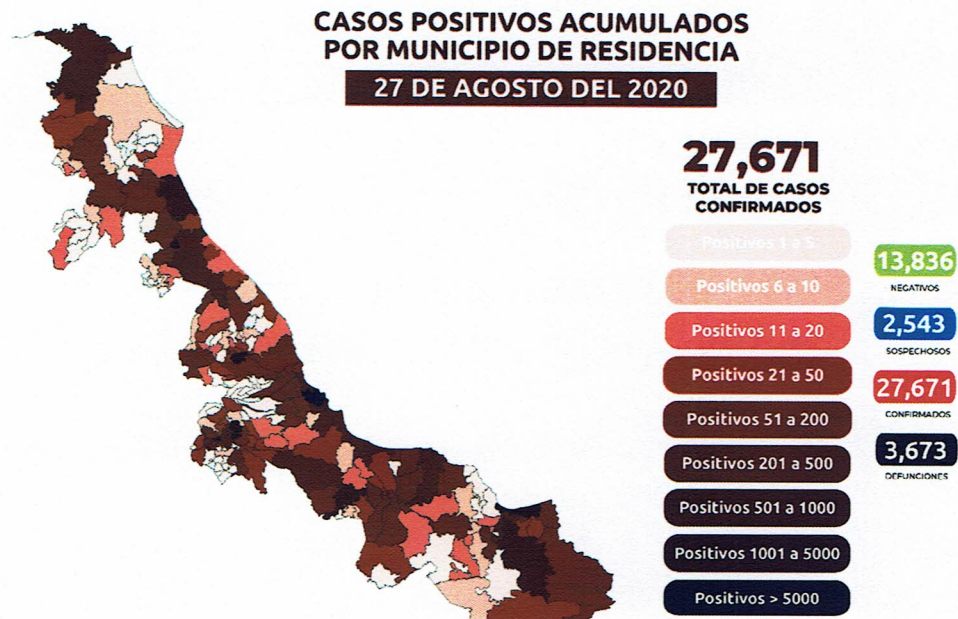 CASOS POSITIVOS ACUMULADOS
POR MUNICIPIO DE RESIDENCIA
27 DE AGOSTO DEL 2020
27,671
TOTAL DE CASOS
CONFIRMADOS
Positivos 1 a 5
Positivos 6 a 10
Positivos 11 a 20
Positivos 21 a 50
Positivos 51 a 200
Positivos 201 a 500
Positivos 501 a 1000
Positivos 1001 a 5000
Positivos > 5000
13,836
NEGATIVOS
2,543
SOSPECHOSOS
27,671
CONFIRMADOS
3,673
DEFUNCIONES